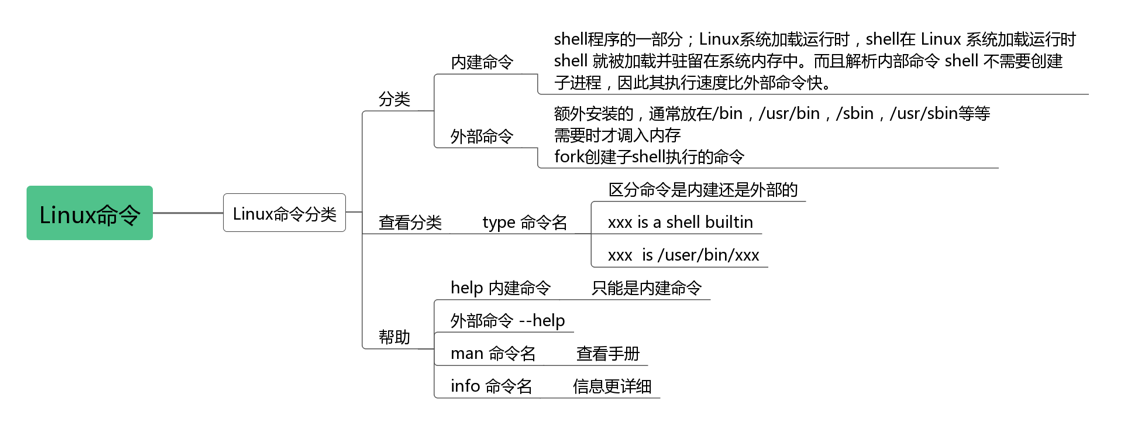 Linux命令
Linux命令分类
分类
内建命令
shell程序的一部分；Linux系统加载运行时，shell在 Linux 系统加载运行时
shell 就被加载并驻留在系统内存中。而且解析内部命令 shell 不需要创建
子进程，因此其执行速度比外部命令快。
外部命令
额外安装的，通常放在/bin，/usr/bin，/sbin，/usr/sbin等等
需要时才调入内存
fork创建子shell执行的命令
查看分类
type 命令名
区分命令是内建还是外部的
xxx is a shell builtin
xxx  is /user/bin/xxx
帮助
help 内建命令
只能是内建命令
外部命令 --help
man 命令名
查看手册
info 命令名
信息更详细